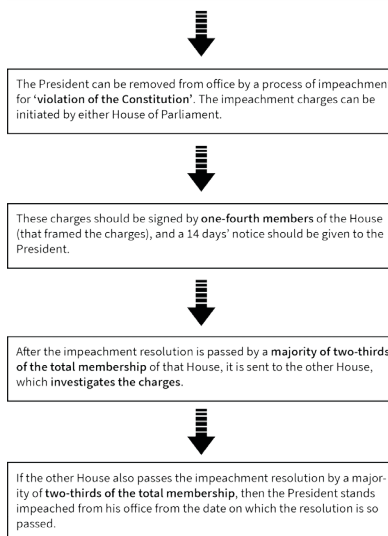 The President can be removed from office by a process of impeachmen
for ‘violation of the Constitution’. The impeachment charges can be
initiated by either House of Parliament.
These charges should be signed by one-fourth members of the House
(that framed the charges), and a 14 days’ notice should be given to the
President.
After the impeachment resolution is passed by a majority of two-thirds
of the total membership of that House, it is sent to the other House,
which investigates the charges.
If the other House also passes the impeachment resolution by a major-
ity of two-thirds of the total membership, then the President stands
impeached from his office from the date on which the resolution is so
passed.